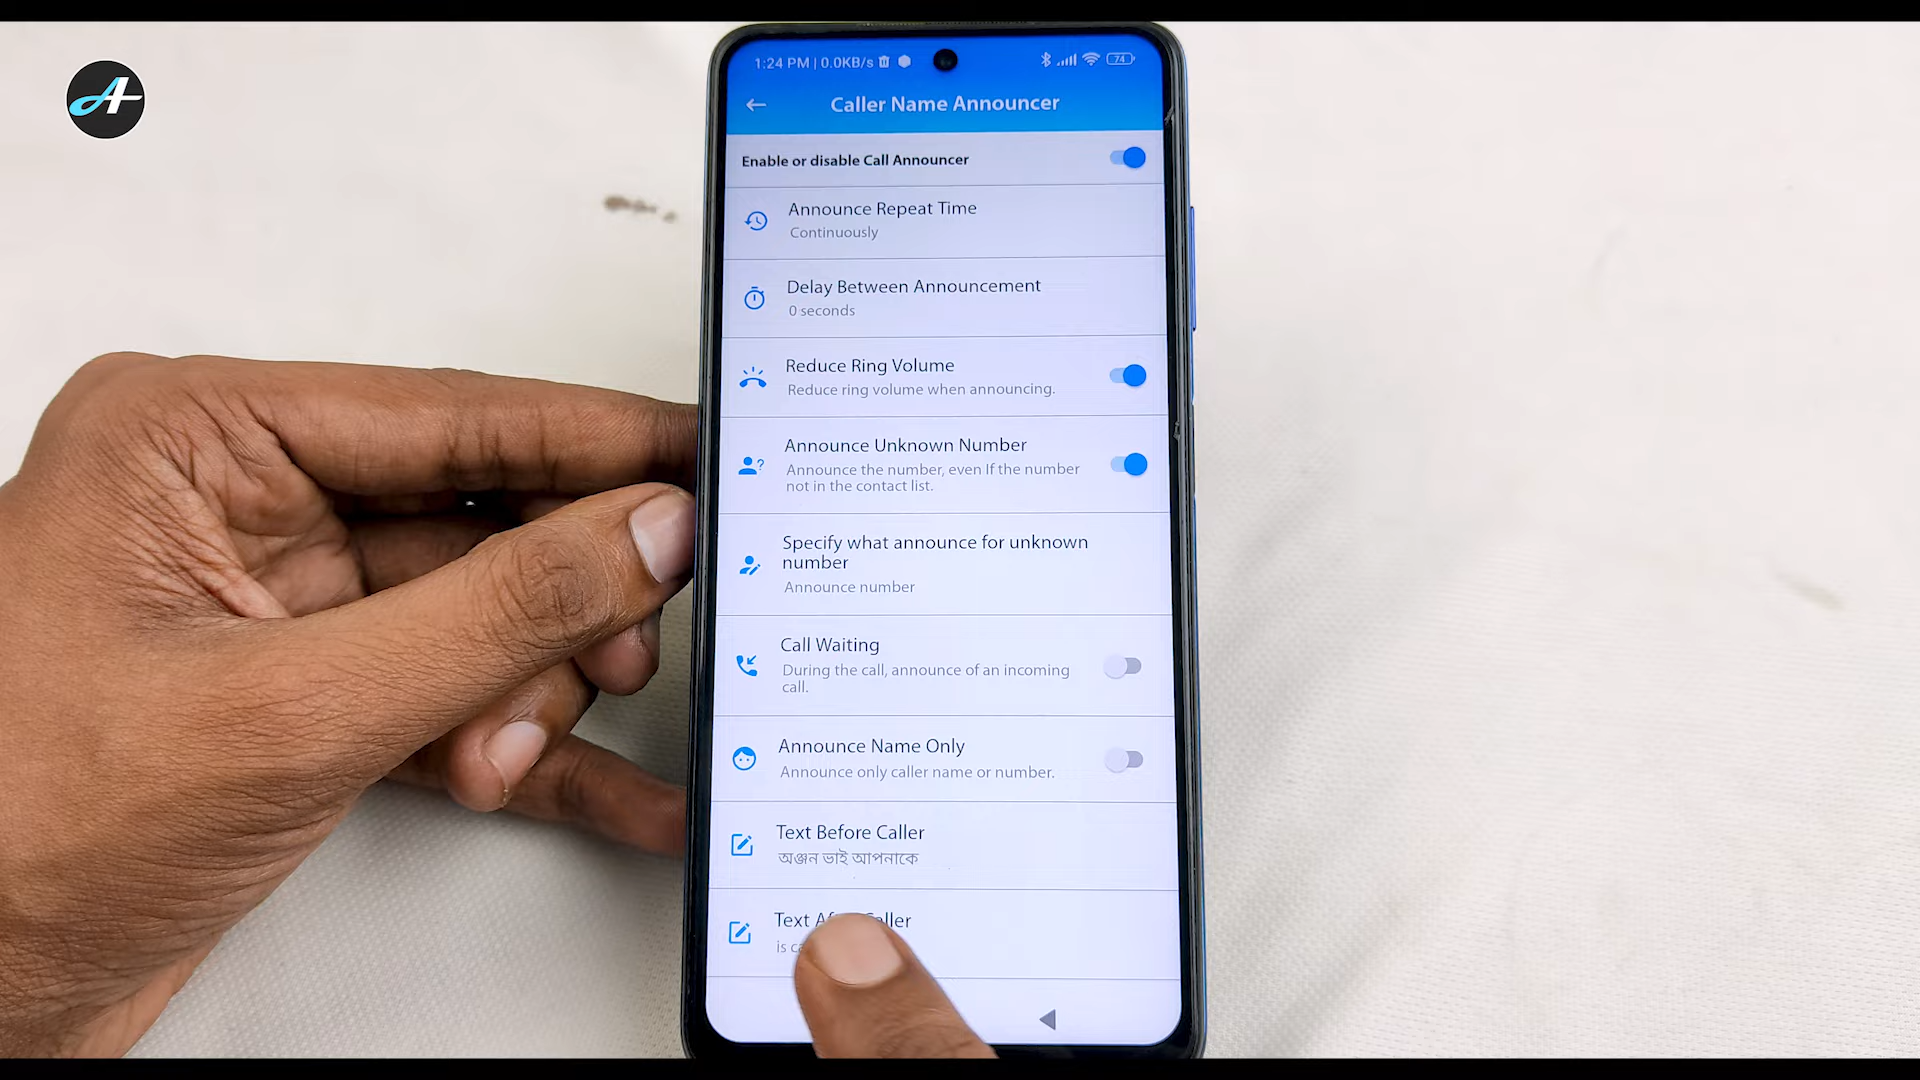 1:24 PM | 0.0KB/s
74
Caller Name Announcer
Enable or disable Call Announcer
Announce Repeat Time
Continuously
Delay Between Announcement
0 seconds
Reduce Ring Volume
Reduce ring volume when announcing.
Announce Unknown Number
Announce the number, even If the number
not in the contact list.
Specify what announce for unknown
number
Announce number
Call Waiting
During the call, announce of an incoming
call.
Announce Name Only
Announce only caller name or number.
Text Before Caller
অঞ্জন ভাই আপনাকে
Text
is